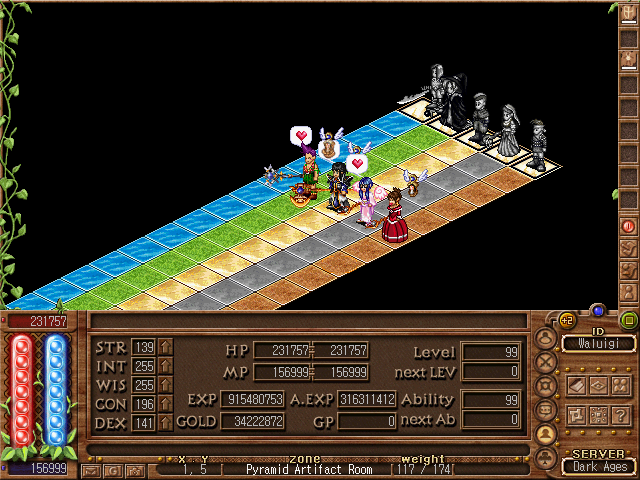 231757
+2
ID
Waluigi
STR 139
INT 255
WIS 255
CON 196
DEX 141
HP 231757 231757
MP 156999 156999
EXP 915480753 A.EXP 316311412
GOLD 34222872 GP 0
Level 99
next LEV 0
Ability 99
next Ab 0
156999
G
x y zone weight
1, 5 [ Pyramid Artifact Room [117 / 174[
?
SERVER
Dark Ages